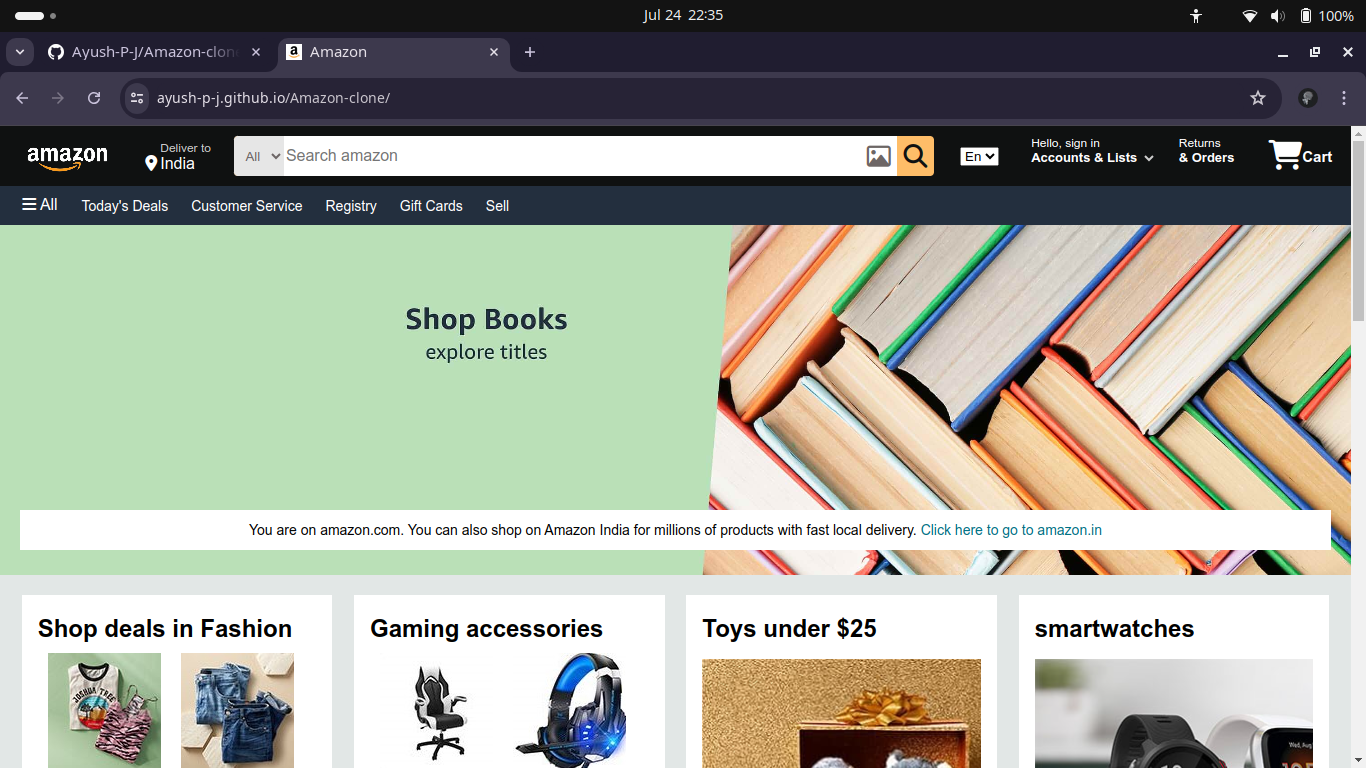 Jul 24 22:35
100%
Ayush-P-J/Amazon-clone
Amazon
ayush-p-j.github.io/Amazon-clone/
amazon
Deliver to
India
All
Search amazon
En
Hello, sign in
Accounts & Lists
Returns
& Orders
Cart
All
Today's Deals
Customer Service
Registry
Gift Cards
Sell
Shop Books
explore titles
You are on amazon.com. You can also shop on Amazon India for millions of products with fast local delivery. Click here to go to amazon.in
Shop deals in Fashion
Gaming accessories
Toys under $25
smartwatches
JOSHUA TREE